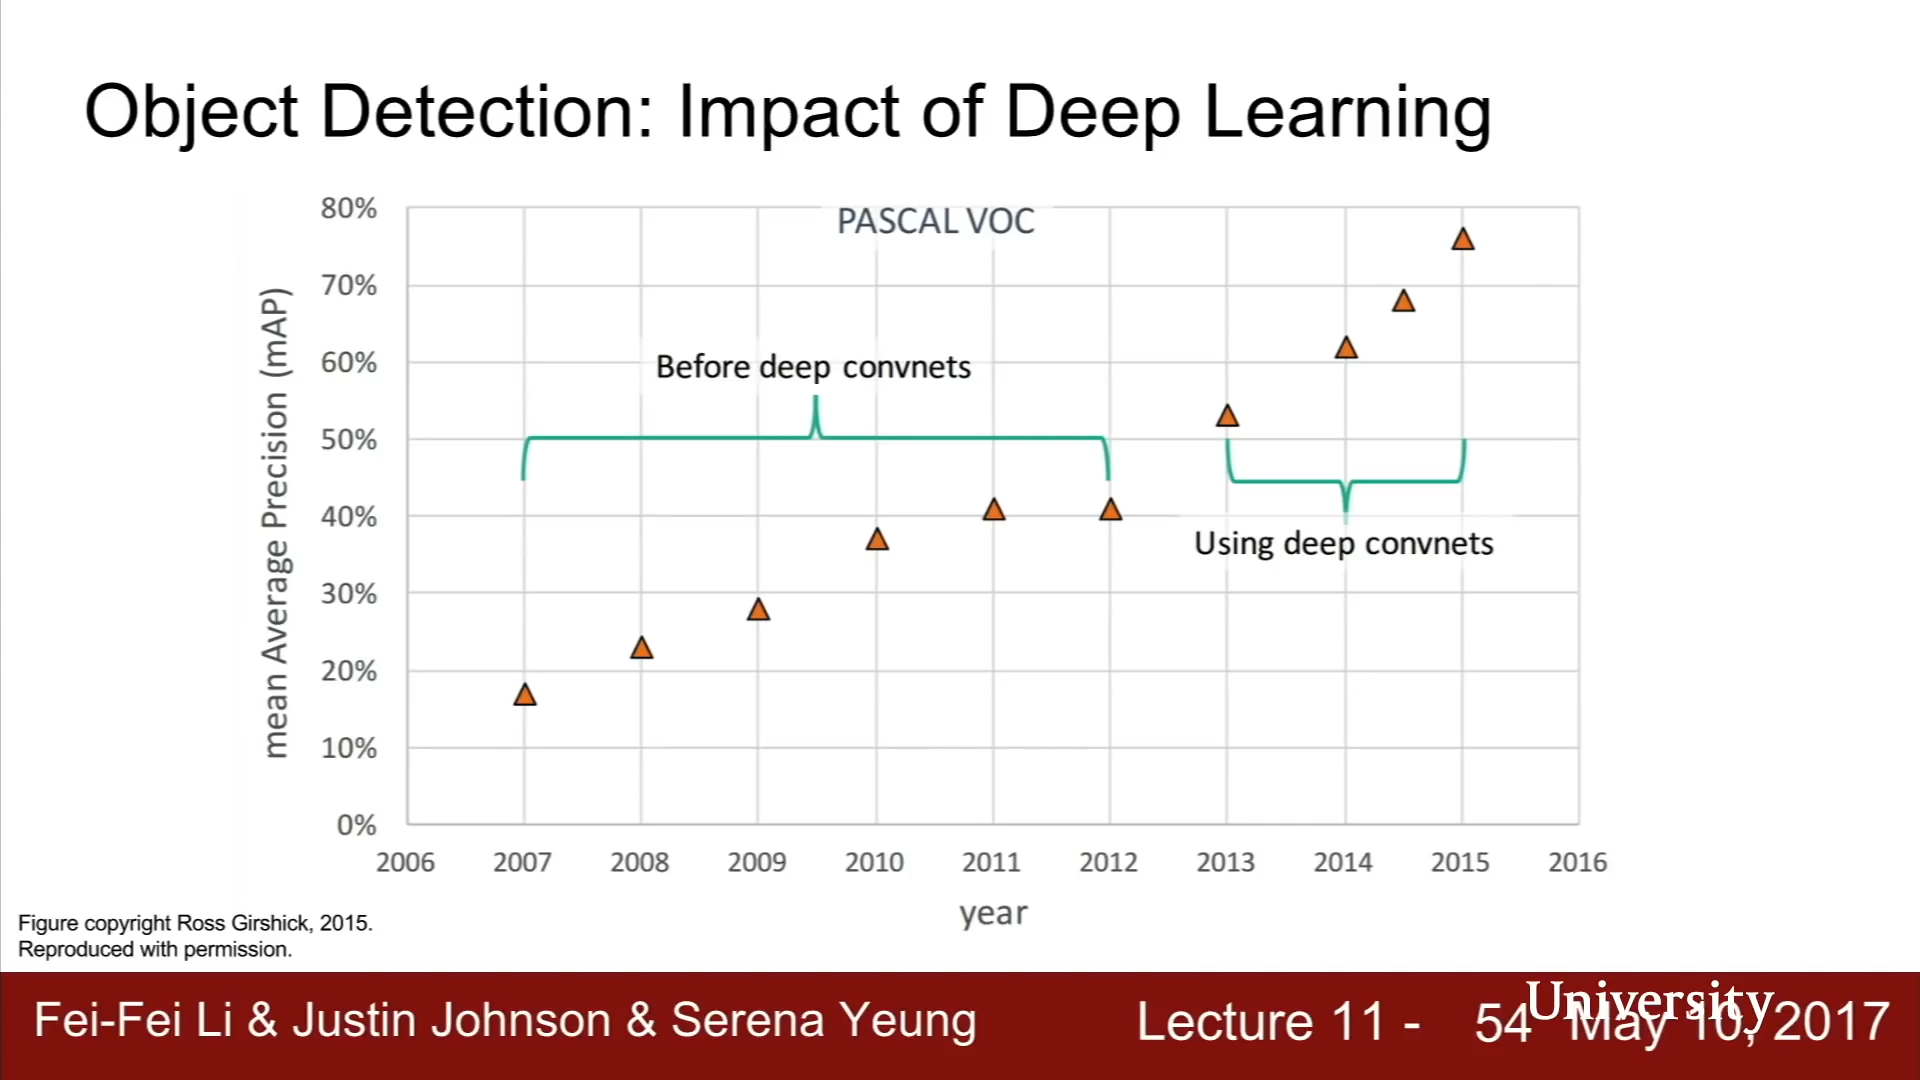 Object Detection: Impact of Deep Learning
PASCAL VOC
mean Average Precision (mAP)
80%
70%
60%
50%
40%
30%
20%
10%
0%
Before deep convnets
Using deep convnets
2006 2007 2008 2009 2010 2011 2012 2013 2014 2015 2016
year
Figure copyright Ross Girshick, 2015.
Reproduced with permission.
Fei-Fei Li & Justin Johnson & Serena Yeung Lecture 11 - 54 May 10, 2017
University